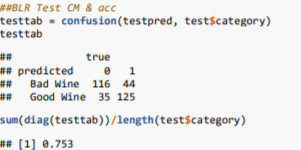 ##BLR Test CM & acc
testtab = confusion(testpred, test$category)
testtab
##            true
## predicted     0   1
##   Bad Wine  116  44
##   Good Wine  35 125
sum(diag(testtab))/length(test$category)
## [1] 0.753